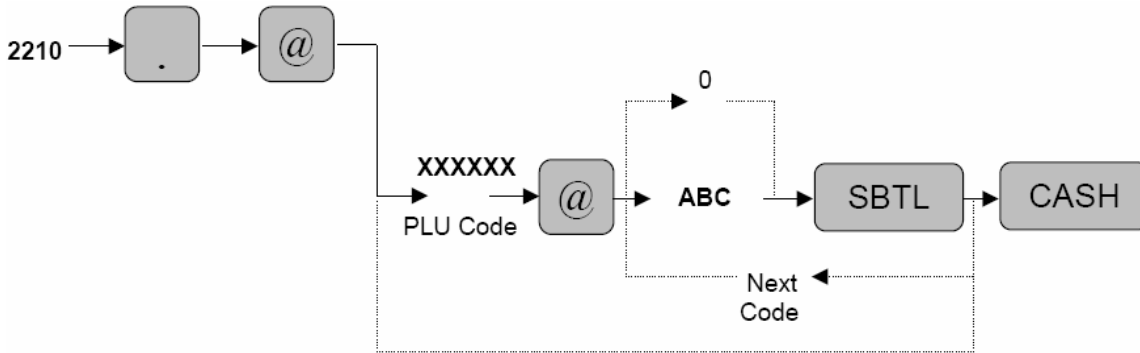 2210
.
@
0
XXXXXX
@
ABC
SBTL
CASH
PLU Code
Next
Code